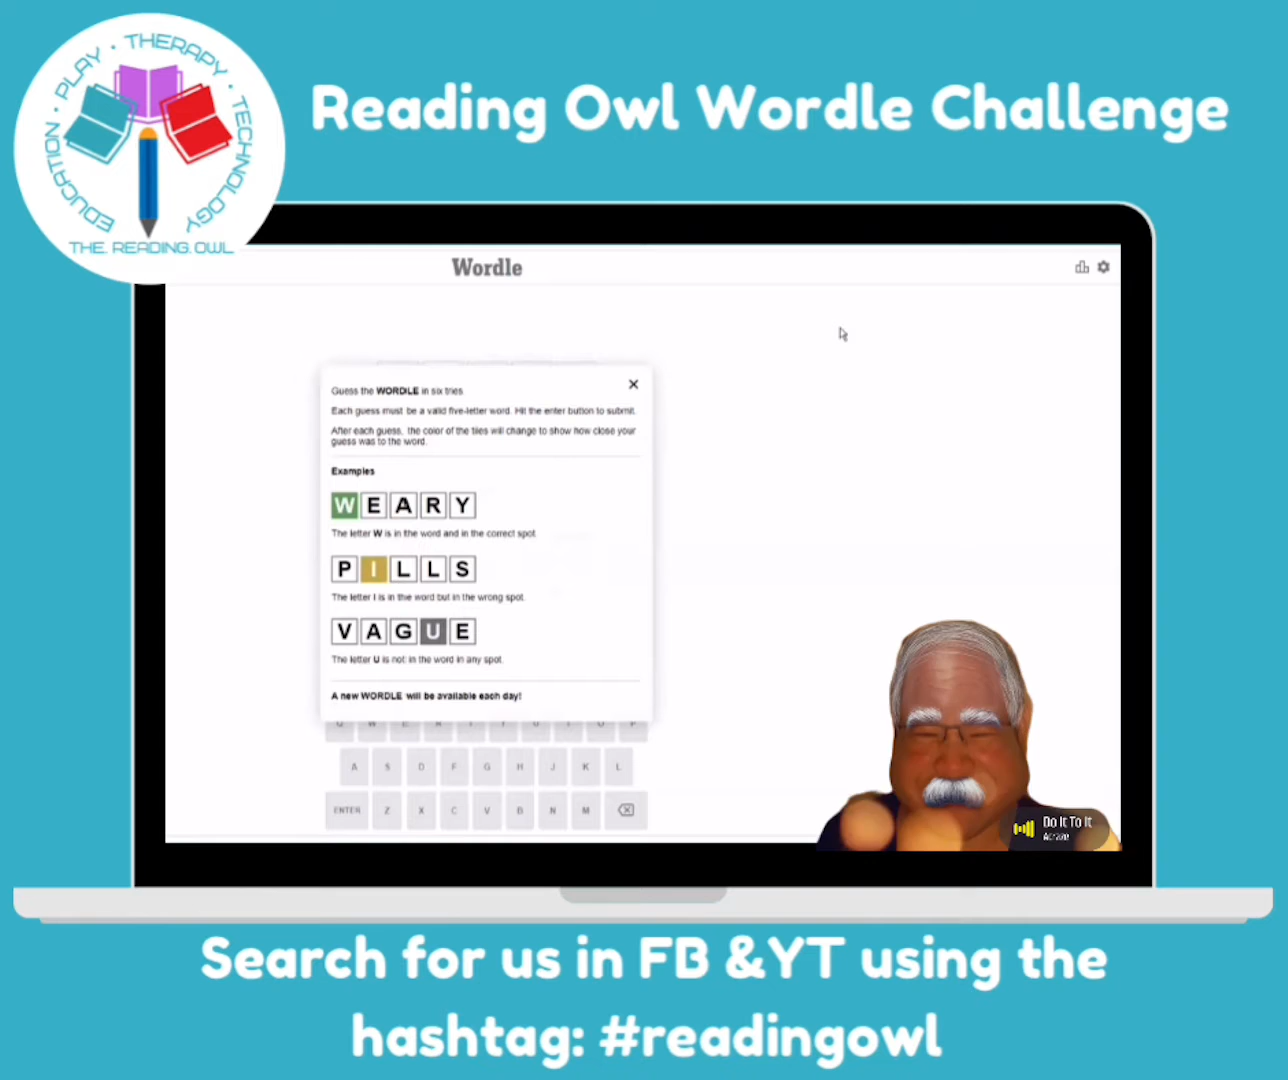 EDUCATION · PLAY · THERAPY · TECHNOLOGY
THE. READING. OWL
Reading Owl Wordle Challenge
Wordle
Guess the WORDLE in six tries.
Each guess must be a valid five-letter word. Hit the enter button to submit.
After each guess, the color of the tiles will change to show how close your
guess was to the word.
Examples
WEARY
The letter W is in the word and in the correct spot.
PILLS
The letter I is in the word but in the wrong spot.
VAGUE
The letter U is not in the word in any spot.
A new WORDLE will be available each day!
Q W E R T Y U I O P
A S D F G H J K L
ENTER Z X C V B N M
Do It To It
Acraze
Search for us in FB &YT using the
hashtag: #readingowl